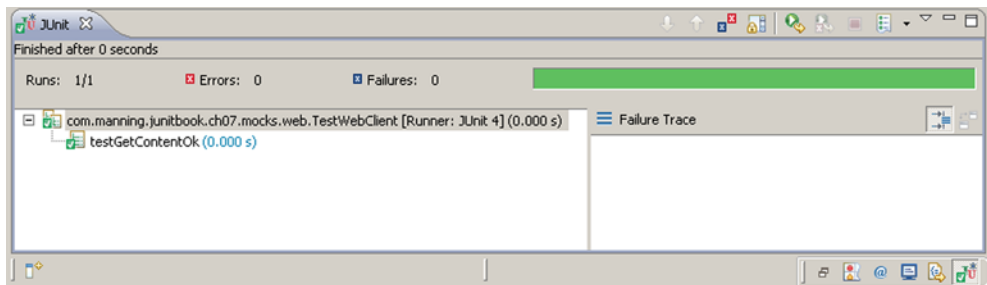 JUnit
Finished after 0 seconds
Runs: 1/1 Errors: 0 Failures: 0
com.manning.junitbook.ch07.mocks.web.TestWebClient [Runner: JUnit 4] (0.000 s)
testGetContentOk (0.000 s)
Failure Trace